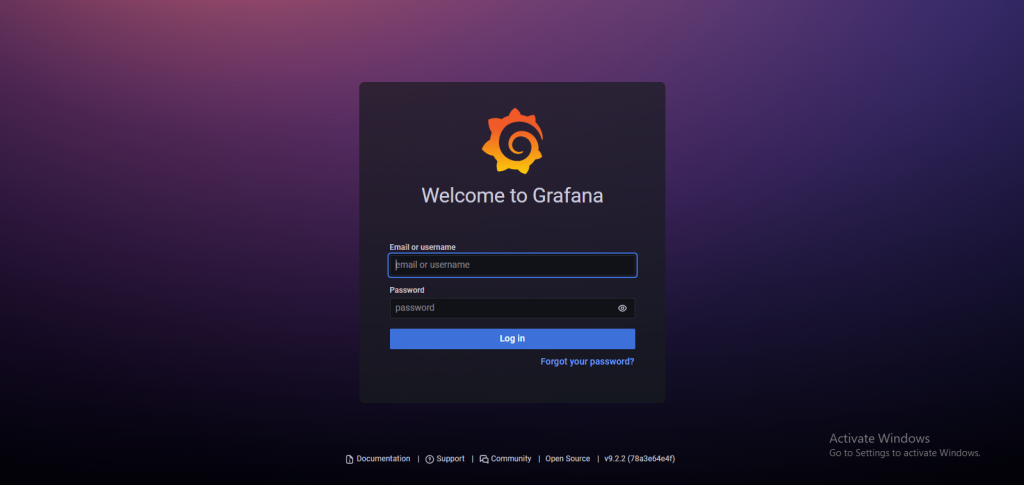 Welcome to Grafana
Email or username
email or username
Password
password
Log in
Forgot your password?
Documentation | Support | Community | Open Source | v9.2.2 (78a3e64e4f)
Activate Windows
Go to Settings to activate Windows.